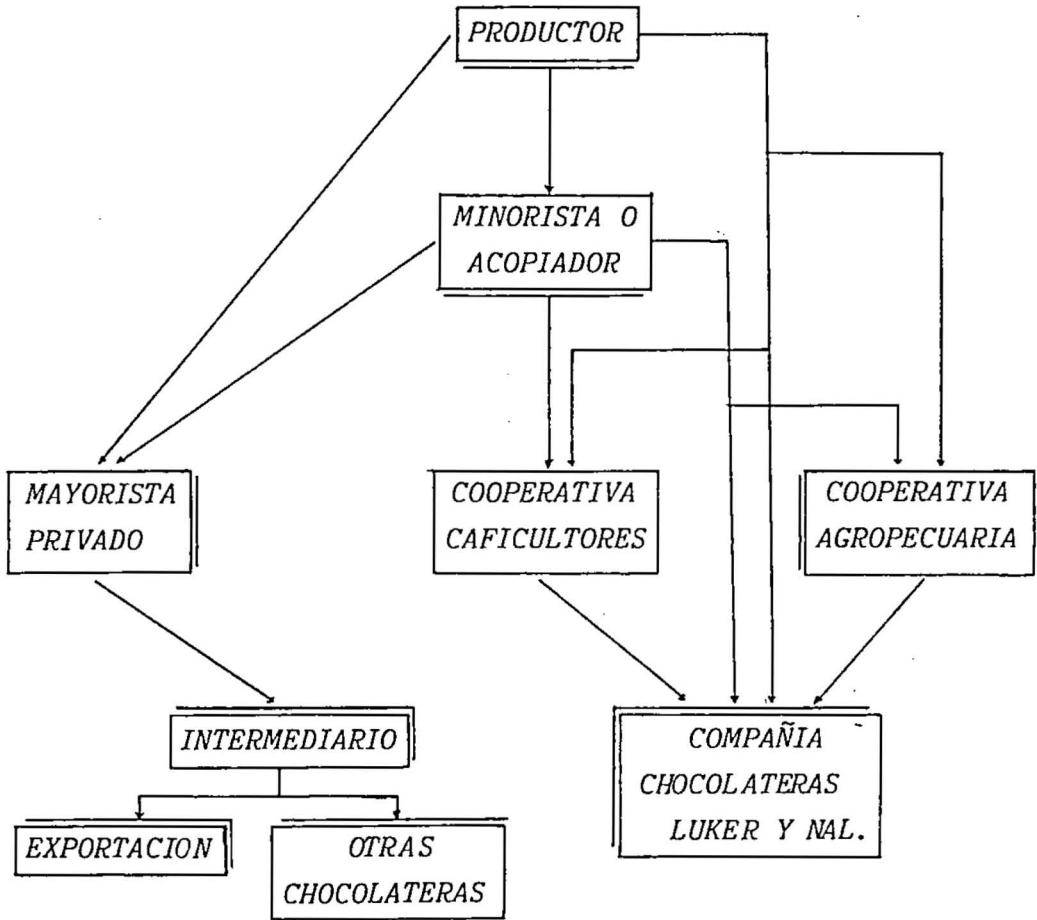 PRODUCTOR
MINORISTA O
ACOPIADOR
MAYORISTA
PRIVADO
COOPERATIVA
CAFICULTORES
COOPERATIVA
AGROPECUARIA
INTERMEDIARIO
COMPAÑIA
CHOCOLATERAS
LUKER Y NAL.
EXPORTACION
OTRAS
CHOCOLATERAS